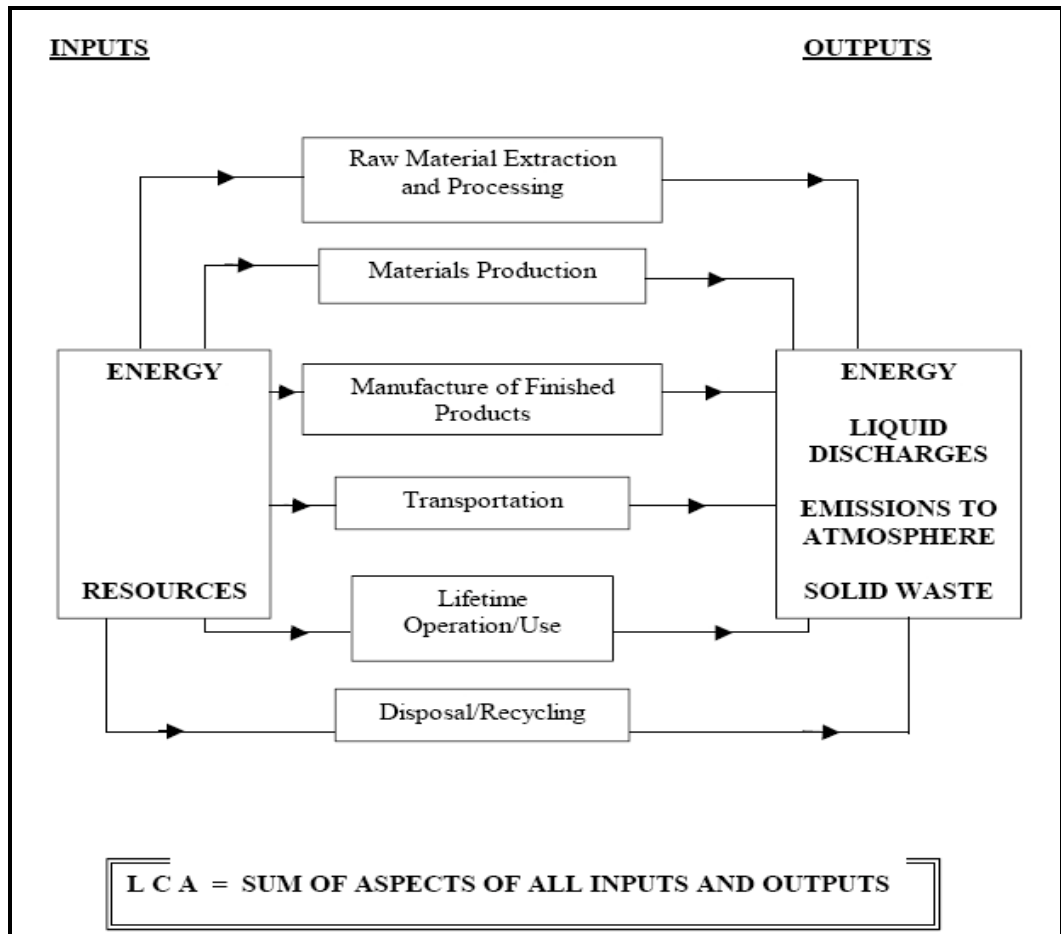 INPUTS
OUTPUTS
Raw Material Extraction
and Processing
Materials Production
ENERGY
RESOURCES
Manufacture of Finished
Products
Transportation
Lifetime
Operation/Use
Disposal/Recycling
ENERGY
LIQUID
DISCHARGES
EMISSIONS TO
ATMOSPHERE
SOLID WASTE
L C A = SUM OF ASPECTS OF ALL INPUTS AND OUTPUTS